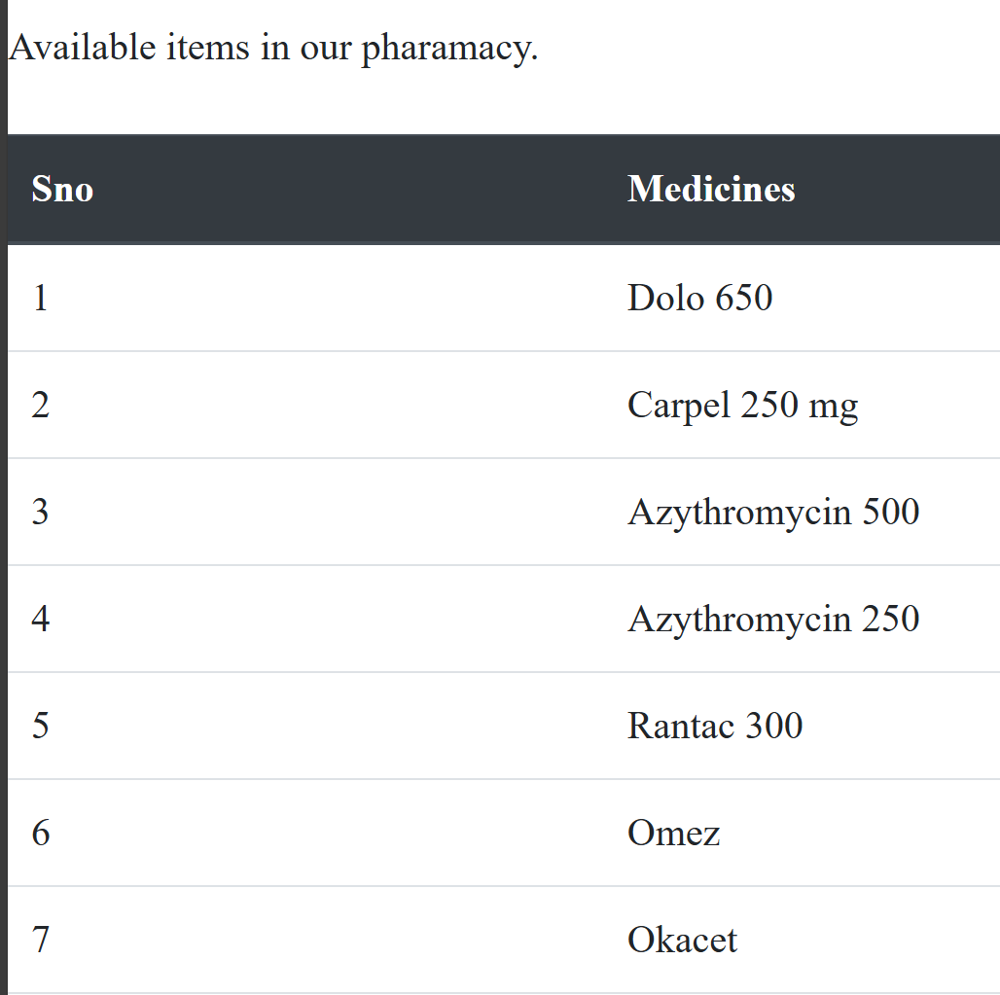 Available items in our pharamacy.
Sno Medicines
1 Dolo 650
2 Carpel 250 mg
3 Azythromycin 500
4 Azythromycin 250
5 Rantac 300
6 Omez
7 Okacet